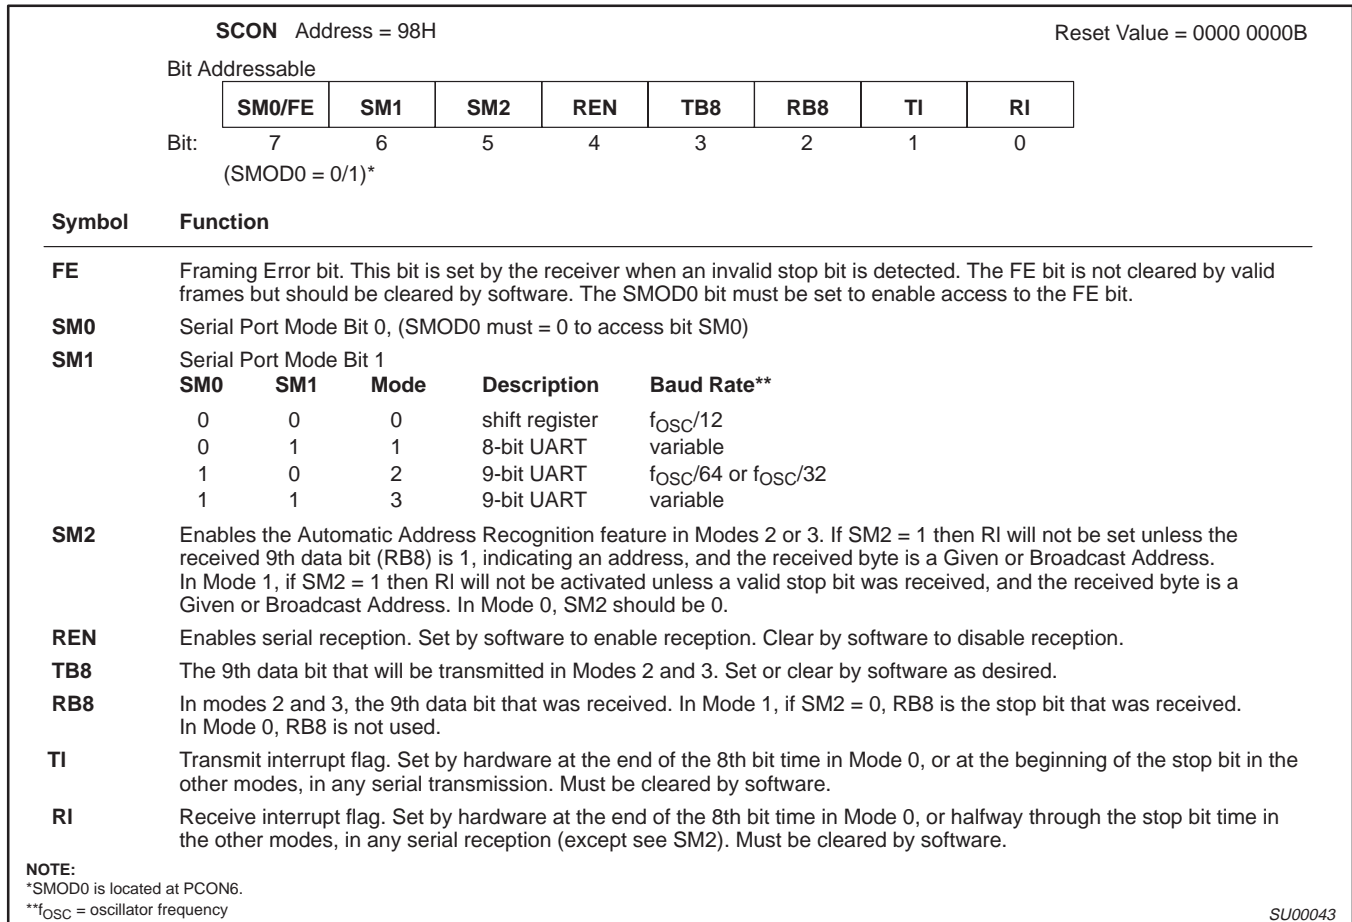 SCON Address = 98H Reset Value = 0000 0000B
Bit Addressable
SM0/FE SM1 SM2 REN TB8 RB8 TI RI
Bit: 7 6 5 4 3 2 1 0
(SMOD0 = 0/1)*
Symbol Function
FE Framing Error bit. This bit is set by the receiver when an invalid stop bit is detected. The FE bit is not cleared by valid
frames but should be cleared by software. The SMOD0 bit must be set to enable access to the FE bit.
SM0 Serial Port Mode Bit 0, (SMOD0 must = 0 to access bit SM0)
SM1 Serial Port Mode Bit 1
SM0 SM1 Mode Description Baud Rate**
0 0 0 shift register fOSC/12
0 1 1 8-bit UART variable
1 0 2 9-bit UART fOSC/64 or fOSC/32
1 1 3 9-bit UART variable
SM2 Enables the Automatic Address Recognition feature in Modes 2 or 3. If SM2 = 1 then RI will not be set unless the
received 9th data bit (RB8) is 1, indicating an address, and the received byte is a Given or Broadcast Address.
In Mode 1, if SM2 = 1 then RI will not be activated unless a valid stop bit was received, and the received byte is a
Given or Broadcast Address. In Mode 0, SM2 should be 0.
REN Enables serial reception. Set by software to enable reception. Clear by software to disable reception.
TB8 The 9th data bit that will be transmitted in Modes 2 and 3. Set or clear by software as desired.
RB8 In modes 2 and 3, the 9th data bit that was received. In Mode 1, if SM2 = 0, RB8 is the stop bit that was received.
In Mode 0, RB8 is not used.
TI Transmit interrupt flag. Set by hardware at the end of the 8th bit time in Mode 0, or at the beginning of the stop bit in the
other modes, in any serial transmission. Must be cleared by software.
RI Receive interrupt flag. Set by hardware at the end of the 8th bit time in Mode 0, or halfway through the stop bit time in
the other modes, in any serial reception (except see SM2). Must be cleared by software.
NOTE:
*SMOD0 is located at PCON6.
**fOSC = oscillator frequency
SU00043